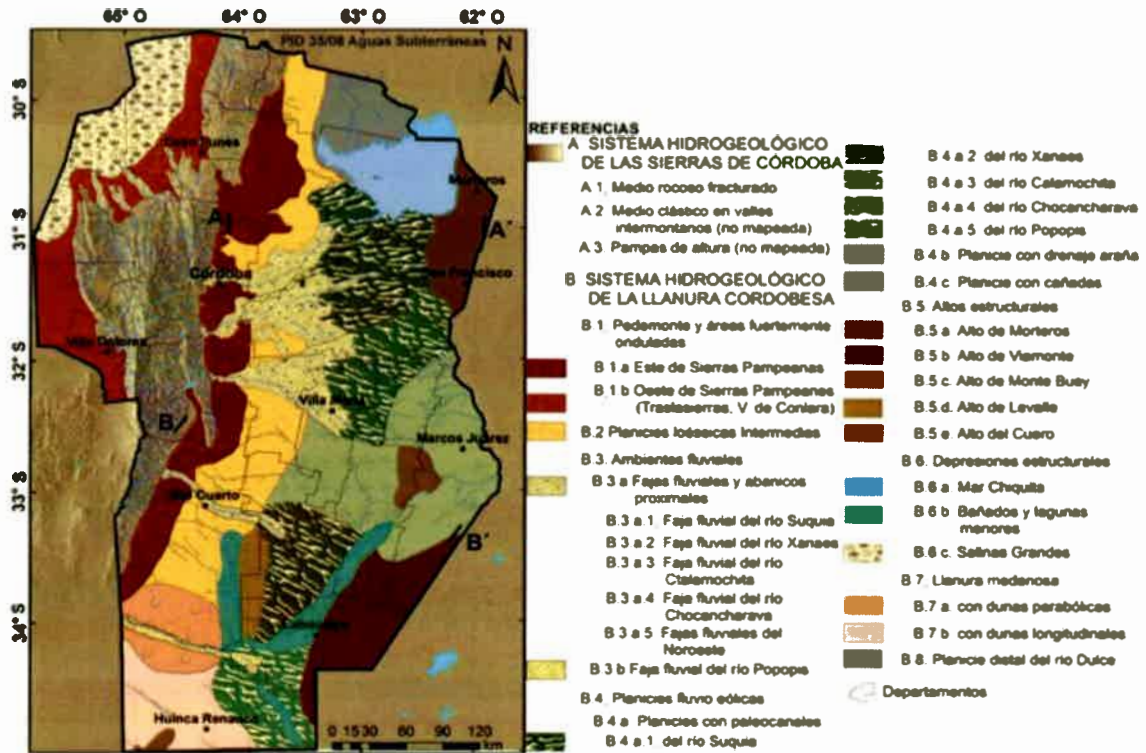 65° O 64° O 63° O 62° O
PID 35/08 Aguas Subterráneas
N
30° S
31° S
32° S
33° S
34° S
Morteros
A
A´
Córdoba
San Francisco
Villa Dolores
B
Villa María
Marcos Juárez
Río Cuarto
B´
Huinca Renancó
0 15 30 60 90 120
km
REFERENCIAS
A SISTEMA HIDROGEOLÓGICO
DE LAS SIERRAS DE CÓRDOBA
A 1. Medio rocoso fracturado
A 2 Medio clástico en valles
intermontanos (no mapeada)
A 3 Pampas de altura (no mapeada)
B SISTEMA HIDROGEOLÓGICO
DE LA LLANURA CORDOBESA
B 1 Pedemonte y áreas fuertemente
onduladas
B 1.a Este de Sierras Pampeanas
B 1 b Oeste de Sierras Pampeanas
(Traslasierras, V de Conlara)
B.2 Planicies loéssicas Intermedias
B 3. Ambientes fluviales
B 3 a Fajas fluviales y abanicos
proximales
B.3 a.1 Faja fluvial del río Suquía
B.3 a 2 Faja fluvial del río Xanaes
B 3 a 3 Faja fluvial del río
Ctalamochita
B.3 a 4 Faja fluvial del río
Chocancharava
B 3 a 5 Fajas fluviales del
Noroeste
B 3 b Faja fluvial del río Popopis
B 4. Planicies fluvio eólicas
B 4 a Planicies con paleocanales
B 4 a.1 del río Suquía
B 4 a 2 del río Xanaes
B 4 a 3 del río Calamochita
B 4 a 4 del río Chocancharava
B 4 a 5 del río Popopis
B 4 b Planicie con drenaje araña
B.4 c Planicie con cañadas
B 5 Altos estructurales
B.5 a Alto de Morteros
B 5 b Alto de Viamonte
B 5 c. Alto de Monte Buey
B.5.d. Alto de Levalle
B 5 e. Alto del Cuero
B 6. Depresiones estructurales
B.6 a Mar Chiquita
B.6 b Bañados y lagunas
menores
B.6 c. Salinas Grandes
B 7. Llanura medanosa
B.7 a. con dunas parabólicas
B 7 b con dunas longitudinales
B 8. Planicie distal del río Dulce
Departamentos